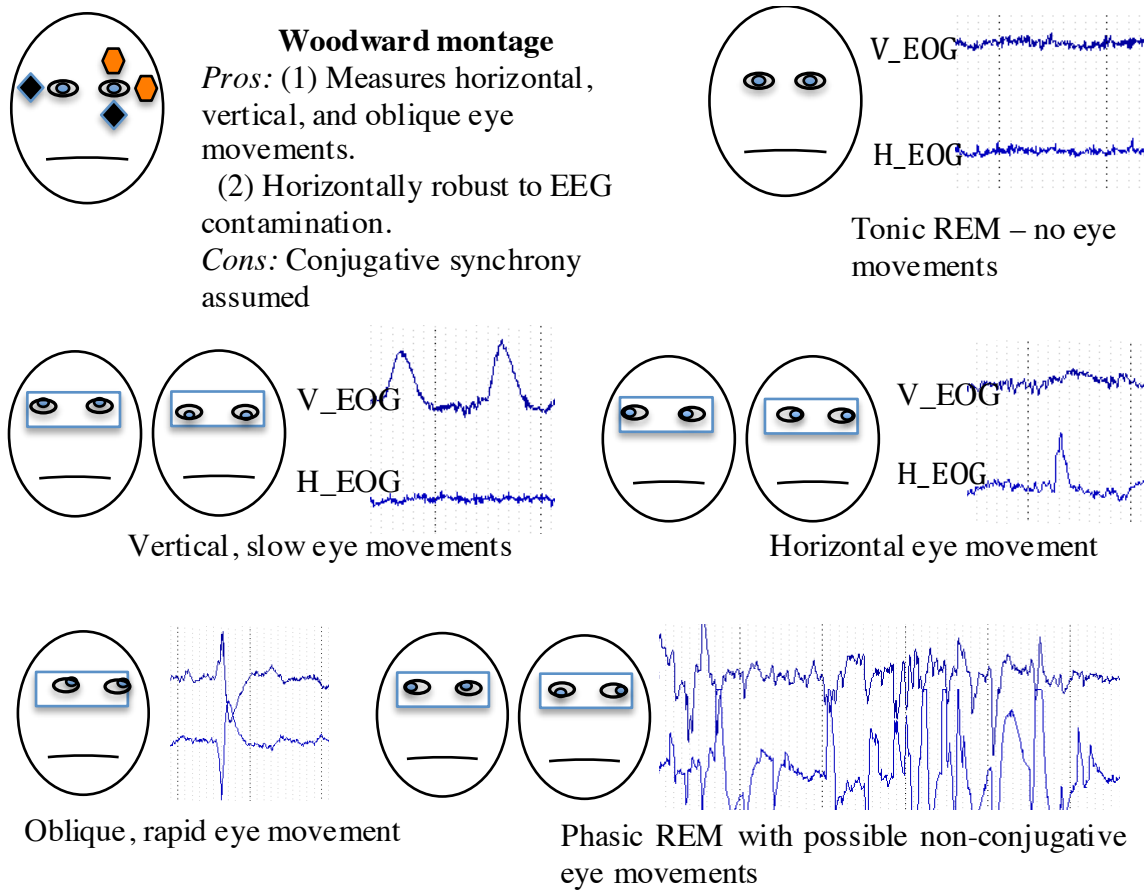 Woodward montage
Pros: (1) Measures horizontal,
vertical, and oblique eye
movements.
(2) Horizontally robust to EEG
contamination.
Cons: Conjugative synchrony
assumed
V_EOG
H_EOG
Tonic REM – no eye
movements
V_EOG
H_EOG
Vertical, slow eye movements
V_EOG
H_EOG
Horizontal eye movement
Oblique, rapid eye movement
Phasic REM with possible non-conjugative
eye movements